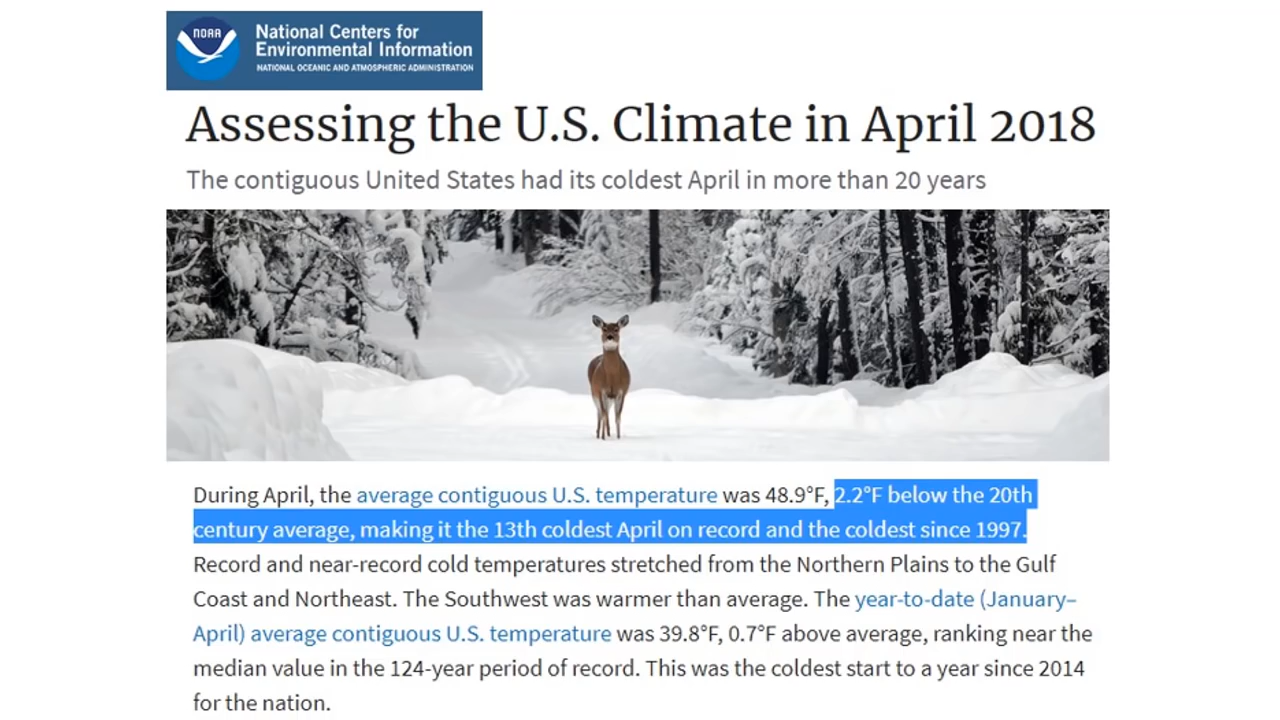 NOAA
National Centers for
Environmental Information
NATIONAL OCEANIC AND ATMOSPHERIC ADMINISTRATION
Assessing the U.S. Climate in April 2018
The contiguous United States had its coldest April in more than 20 years
During April, the average contiguous U.S. temperature was 48.9°F, 2.2°F below the 20th
century average, making it the 13th coldest April on record and the coldest since 1997.
Record and near-record cold temperatures stretched from the Northern Plains to the Gulf
Coast and Northeast. The Southwest was warmer than average. The year-to-date (January–
April) average contiguous U.S. temperature was 39.8°F, 0.7°F above average, ranking near the
median value in the 124-year period of record. This was the coldest start to a year since 2014
for the nation.